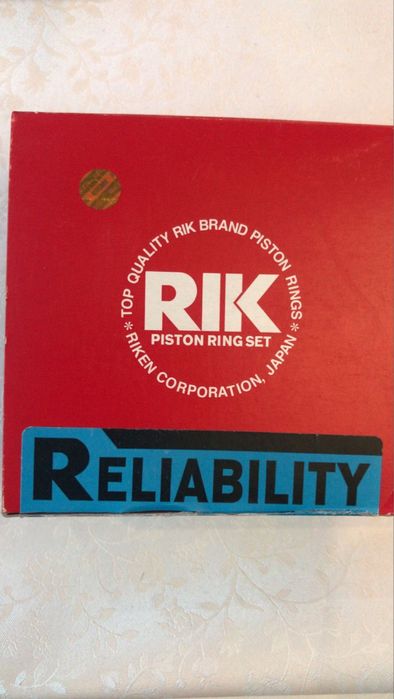 TOP QUALITY RIK BRAND PISTON RINGS
RIK
PISTON RING SET
* RIKEN CORPORATION, JAPAN *
RELIABILITY